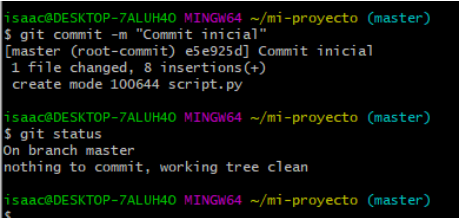 isaac@DESKTOP-7ALUH4O MINGW64 ~/mi-proyecto (master)
$ git commit -m "Commit inicial"
[master (root-commit) e5e925d] Commit inicial
 1 file changed, 8 insertions(+)
 create mode 100644 script.py

isaac@DESKTOP-7ALUH4O MINGW64 ~/mi-proyecto (master)
$ git status
On branch master
nothing to commit, working tree clean

isaac@DESKTOP-7ALUH4O MINGW64 ~/mi-proyecto (master)
$